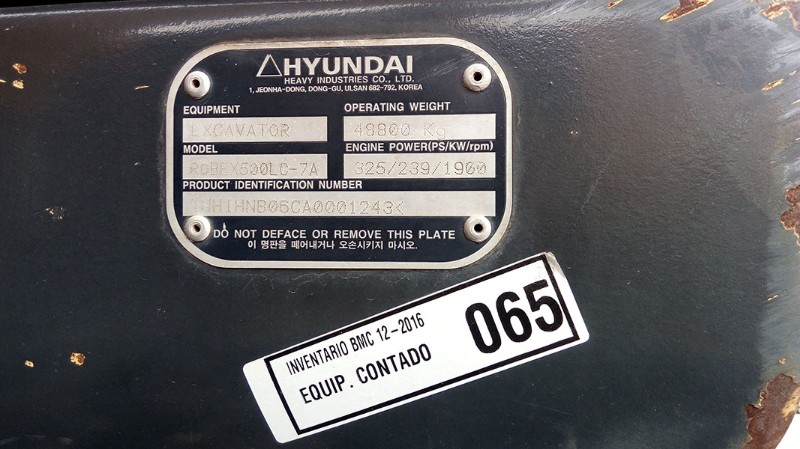 HYUNDAI
HEAVY INDUSTRIES CO., LTD.
1, JEONHA-DONG, DONG-GU, ULSAN 682-792, KOREA
EQUIPMENT OPERATING WEIGHT
EXCAVATOR 49800 Kg
MODEL ENGINE POWER(PS/KW/rpm)
ROBEX500LC-7A 325/239/1900
PRODUCT IDENTIFICATION NUMBER
DO NOT DEFACE OR REMOVE THIS PLATE
이 명판을 떼어내거나 오손시키지 마시오.
INVENTARIO BMC 12-2016
EQUIP. CONTADO
065